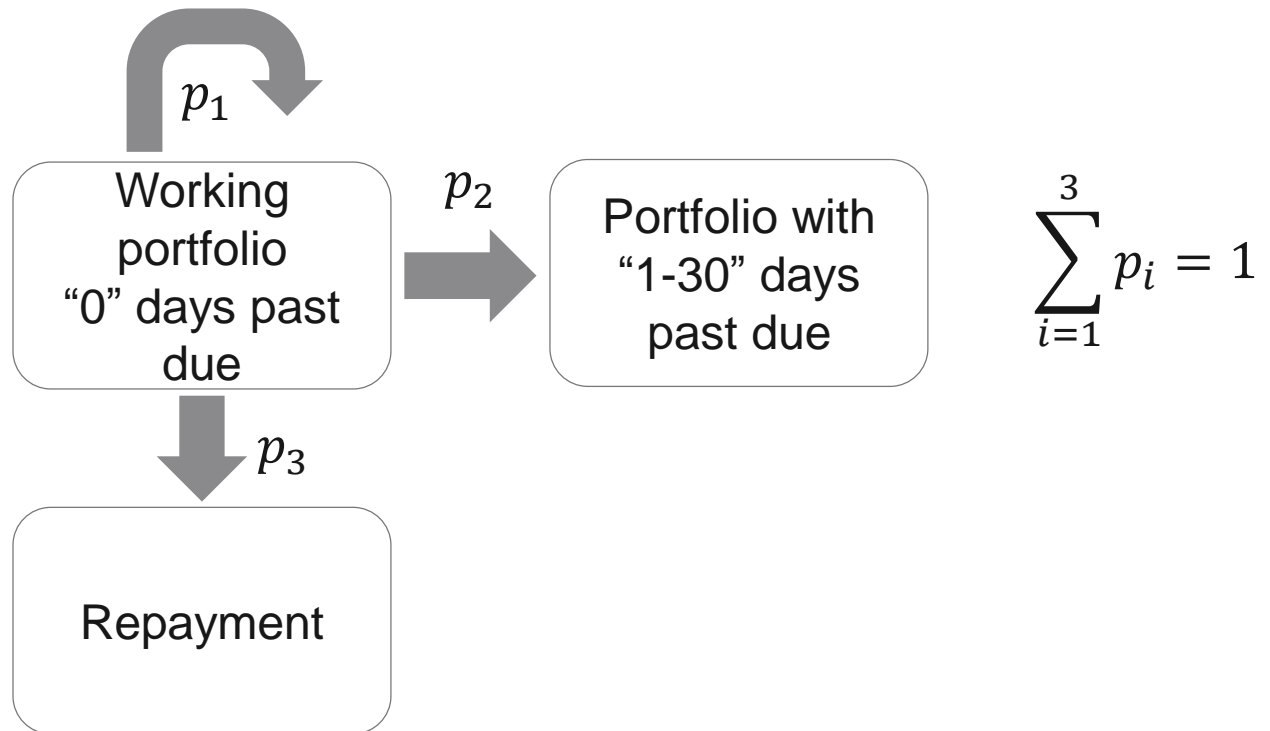 p₁
Working
portfolio
“0” days past
due
p₂
Portfolio with
“1-30” days
past due
3
∑ pᵢ = 1
i=1
p₃
Repayment